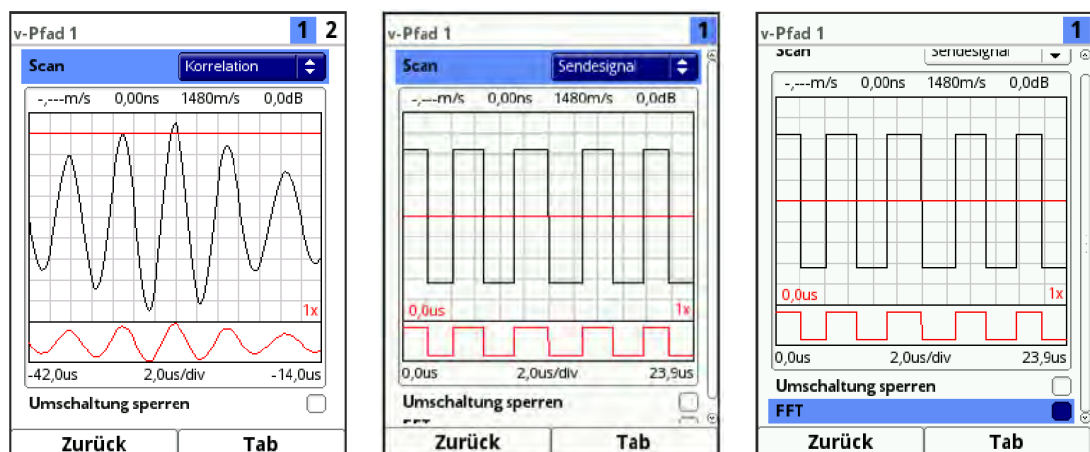 v-Pfad 1 1 2
Scan Korrelation
-,---m/s 0,00ns 1480m/s 0,0dB
1x
-42,0us 2,0us/div -14,0us
Umschaltung sperren
Zurück Tab
v-Pfad 1 1
Scan Sendesignal
-,---m/s 0,00ns 1480m/s 0,0dB
0,0us 1x
0,0us 2,0us/div 23,9us
Umschaltung sperren
FFT
Zurück Tab
v-Pfad 1 1
Scan Sendesignal
-,---m/s 0,00ns 1480m/s 0,0dB
0,0us 1x
0,0us 2,0us/div 23,9us
Umschaltung sperren
FFT
Zurück Tab